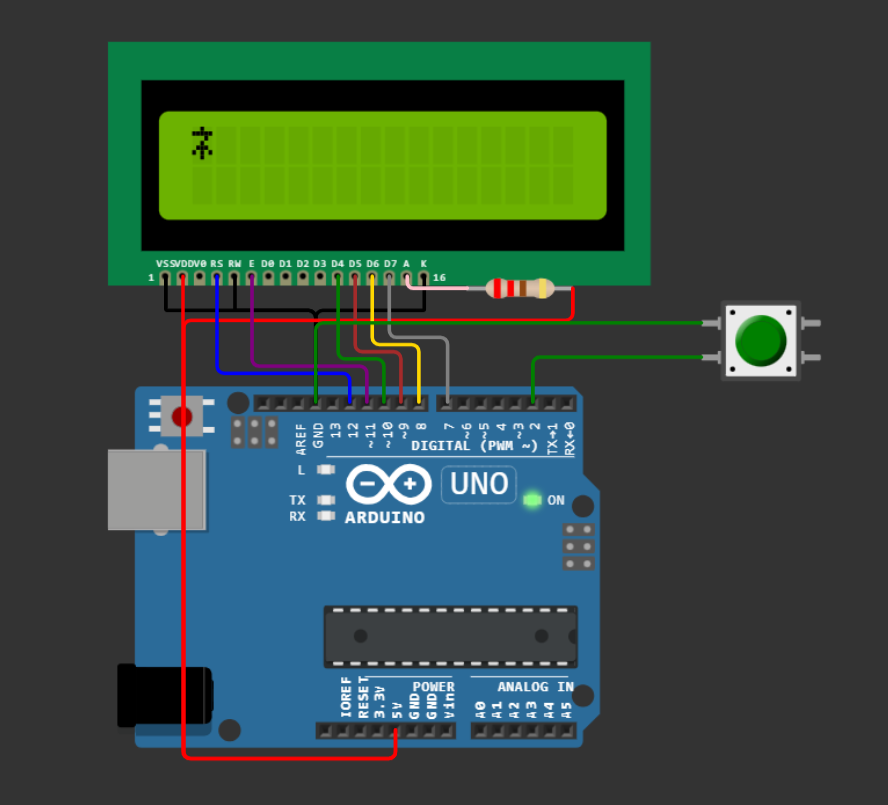 VSS VDD V0 RS RW E D0 D1 D2 D3 D4 D5 D6 D7 A K
1 16
AREF GND 13 12 ~11 ~10 ~9 8 7 ~6 ~5 4 ~3 2 TX→1 RX←0
DIGITAL (PWM ~)
L
TX
RX
UNO
ON
ARDUINO
POWER
ANALOG IN
IOREF RESET 3.3V 5V GND GND Vin A0 A1 A2 A3 A4 A5